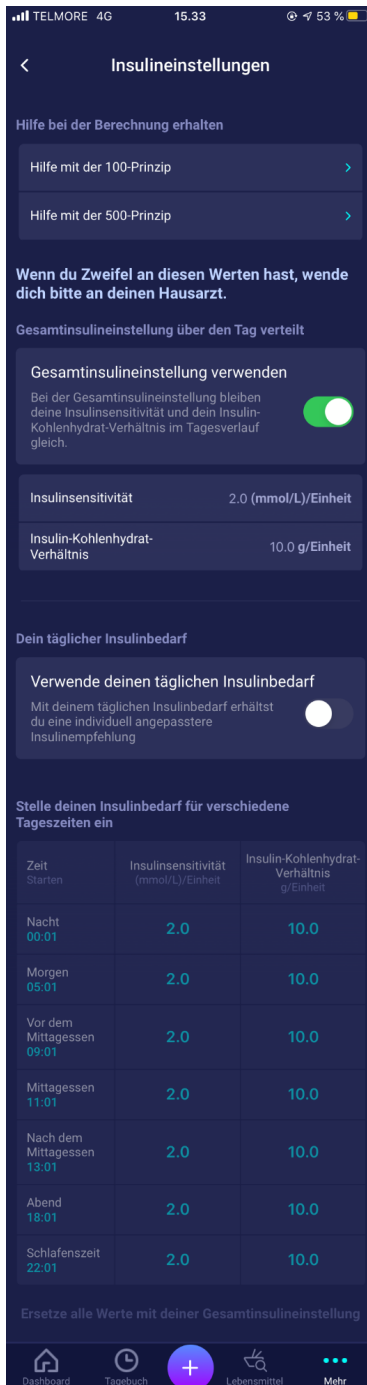 TELMORE 4G 15.33 53 %
Insulineinstellungen
Hilfe bei der Berechnung erhalten
Hilfe mit der 100-Prinzip
Hilfe mit der 500-Prinzip
Wenn du Zweifel an diesen Werten hast, wende
dich bitte an deinen Hausarzt.
Gesamtinsulineinstellung über den Tag verteilt
Gesamtinsulineinstellung verwenden
Bei der Gesamtinsulineinstellung bleiben
deine Insulinsensitivität und dein Insulin-
Kohlenhydrat-Verhältnis im Tagesverlauf
gleich.
Insulinsensitivität 2.0 (mmol/L)/Einheit
Insulin-Kohlenhydrat-
Verhältnis 10.0 g/Einheit
Dein täglicher Insulinbedarf
Verwende deinen täglichen Insulinbedarf
Mit deinem täglichen Insulinbedarf erhältst
du eine individuell angepasstere
Insulinempfehlung
Stelle deinen Insulinbedarf für verschiedene
Tageszeiten ein
Zeit
Starten
Insulinsensitivität
(mmol/L)/Einheit
Insulin-Kohlenhydrat-
Verhältnis
g/Einheit
Nacht
00:01
2.0 10.0
Morgen
05:01
2.0 10.0
Vor dem
Mittagessen
09:01
2.0 10.0
Mittagessen
11:01
2.0 10.0
Nach dem
Mittagessen
13:01
2.0 10.0
Abend
18:01
2.0 10.0
Schlafenszeit
22:01
2.0 10.0
Ersetze alle Werte mit deiner Gesamtinsulineinstellung
Dashboard Tagebuch Lebensmittel Mehr